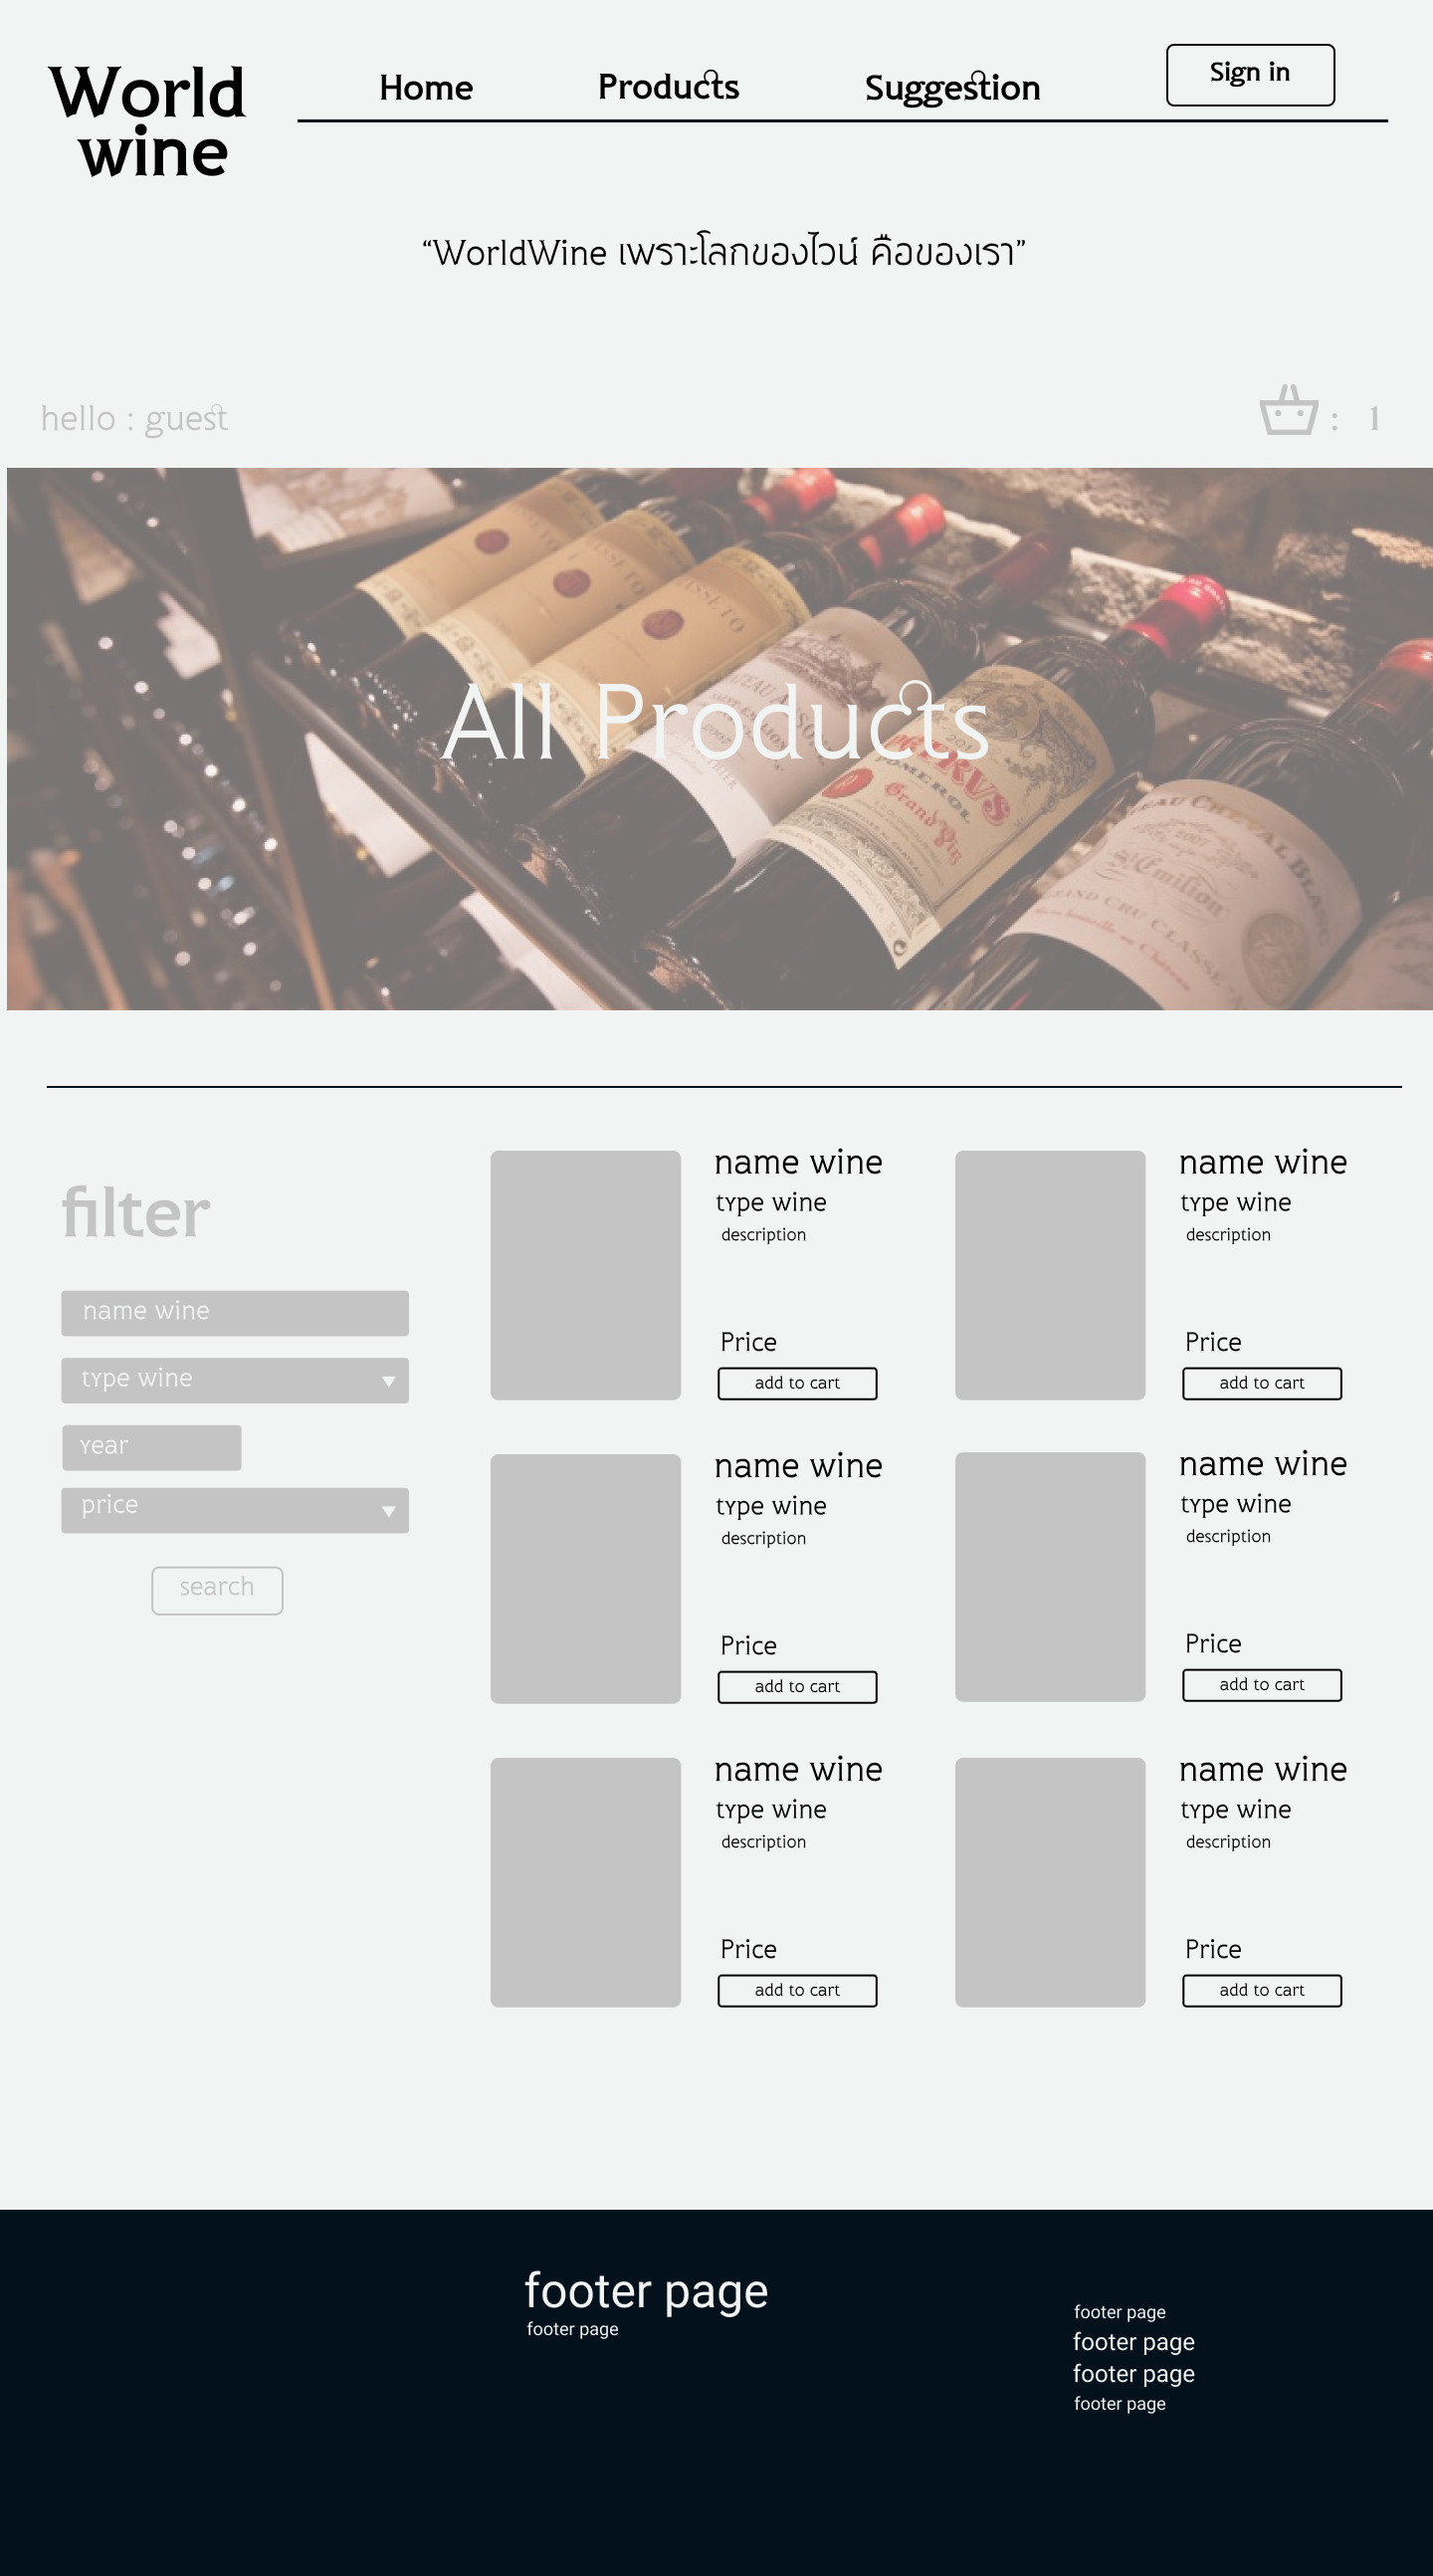 World
wine
Home
Products
Suggestion
Sign in
“WorldWine เพราะโลกของไวน์ คือของเรา”
hello : guest
: 1
All Products
filter
name wine
type wine
year
price
search
name wine
type wine
description
Price
add to cart
name wine
type wine
description
Price
add to cart
name wine
type wine
description
Price
add to cart
name wine
type wine
description
Price
add to cart
name wine
type wine
description
Price
add to cart
name wine
type wine
description
Price
add to cart
footer page
footer page
footer page
footer page
footer page
footer page